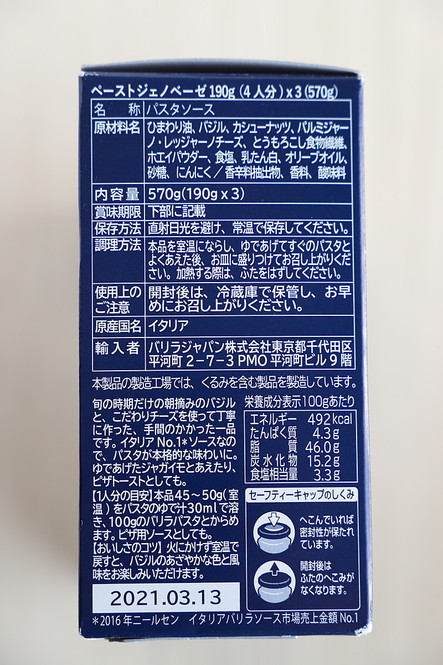 ペーストジェノベーゼ 190g (4人分) x 3 (570g)
名 称 パスタソース
原材料名 ひまわり油、バジル、カシューナッツ、パルミジャー
ノ・レッジャーノチーズ、とうもろこし食物繊維、
ホエイパウダー、食塩、乳たん白、オリーブオイル、
砂糖、にんにく／香辛料抽出物、香料、酸味料
内容量 570g(190g x 3)
賞味期限 下部に記載
保存方法 直射日光を避け、常温で保存してください。
調理方法 本品を室温にならし、ゆであげてすぐのパスタと
よくあえた後、お皿に盛りつけてお召し上がりくだ
さい。加熱する際は、ふたをはずしてください。
使用上の
ご注意
開封後は、冷蔵庫で保管し、お早
めにお召し上がりください。
原産国名 イタリア
輸入者 バリラジャパン株式会社東京都千代田区
平河町 2-7-3 PMO 平河町ビル 9 階
本製品の製造工場では、くるみを含む製品を製造しています。
旬の時期だけの朝摘みのバジル
と、こだわりチーズを使って丁寧
に作った、手間のかかった一品
です。イタリア No.1*ソースなの
で、パスタが本格的な味わいに。
ゆであげたジャガイモとあえたり、
ピザトーストとしても。
【1人分の目安】本品45～50g(室
温)をパスタのゆで汁30mlで溶
き、100gのバリラパスタとからめ
ます。ピザ用ソースとしても。
【おいしさのコツ】火にかけず室温で
戻すと、バジルのあざやかな色と風
味をお楽しみいただけます。
栄養成分表示100gあたり
エネルギー 492kcal
たんぱく質 4.3g
脂質 46.0g
炭水化物 15.2g
食塩相当量 3.3g
セーフティーキャップのしくみ
へこんでいれば
密封性が保たれ
ています。
開封後は
ふたのへこみが
なくなります。
2021.03.13
*2016 年ニールセン イタリアバリラソース市場売上金額 No.1